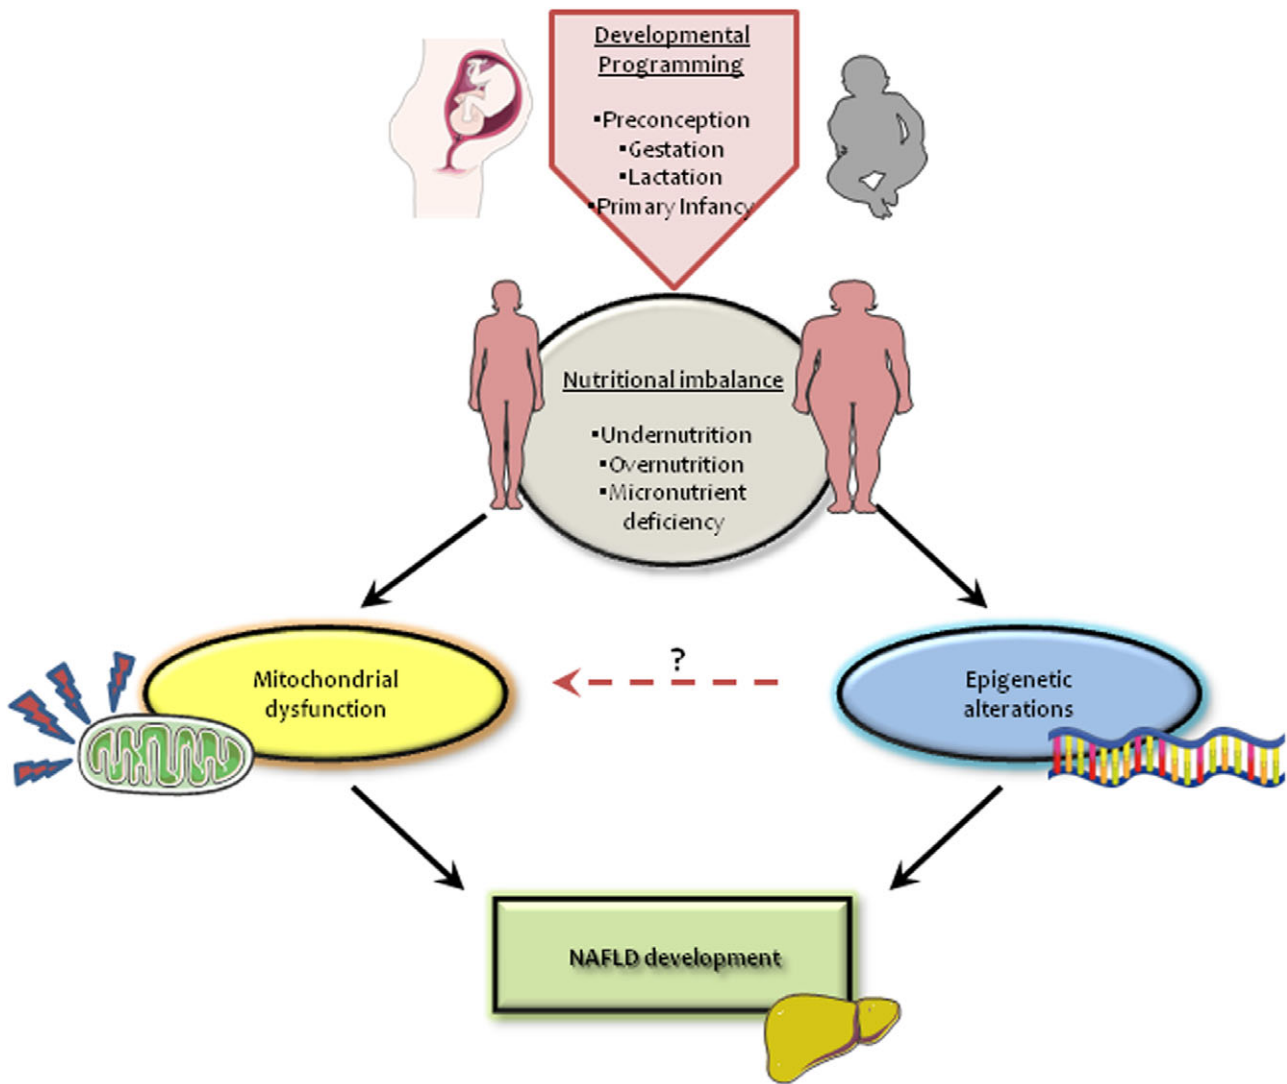 Developmental
Programming
▪Preconception
▪Gestation
▪Lactation
▪Primary Infancy
Nutritional imbalance
▪Undernutrition
▪Overnutrition
▪Micronutrient
deficiency
?
Mitochondrial
dysfunction
Epigenetic
alterations
NAFLD development